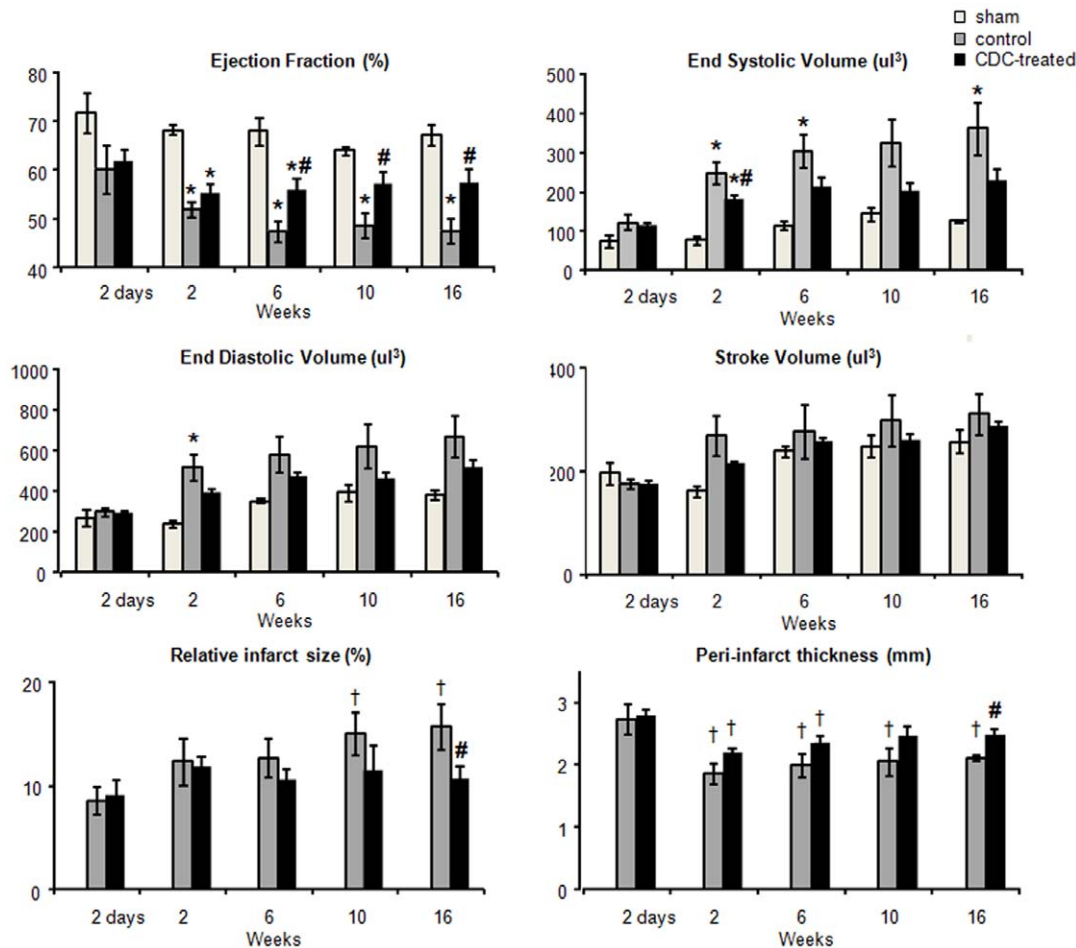 sham
control
CDC-treated
Ejection Fraction (%)
80
70
60
50
40
* * * *# * # * #
2 days 2 6 10 16
Weeks
End Systolic Volume (ul³)
500
400
300
200
100
0
* *# * *
2 days 2 6 10 16
Weeks
End Diastolic Volume (ul³)
1000
800
600
400
200
0
*
2 days 2 6 10 16
Weeks
Stroke Volume (ul³)
400
200
0
2 days 2 6 10 16
Weeks
Relative infarct size (%)
20
10
0
† † #
2 days 2 6 10 16
Weeks
Peri-infarct thickness (mm)
3
2
1
0
† † † † † † #
2 days 2 6 10 16
Weeks